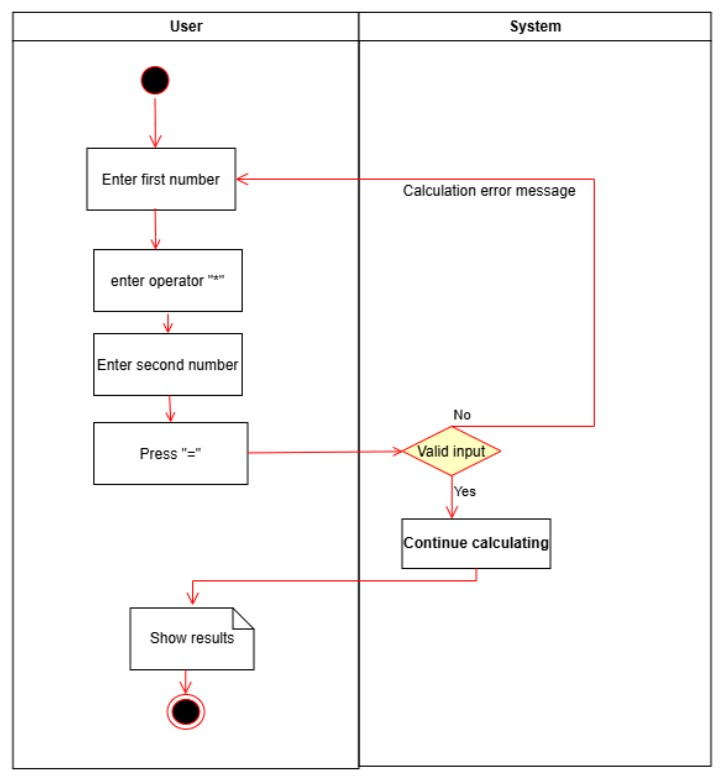 User
System
Enter first number
Calculation error message
enter operator "*"
Enter second number
No
Press "="
Valid input
Yes
Continue calculating
Show results